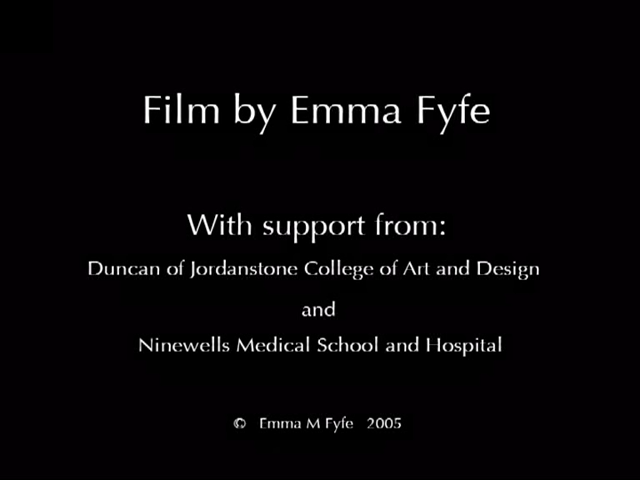 Film by Emma Fyfe
With support from:
Duncan of Jordanstone College of Art and Design
and
Ninewells Medical School and Hospital
© Emma M Fyfe 2005